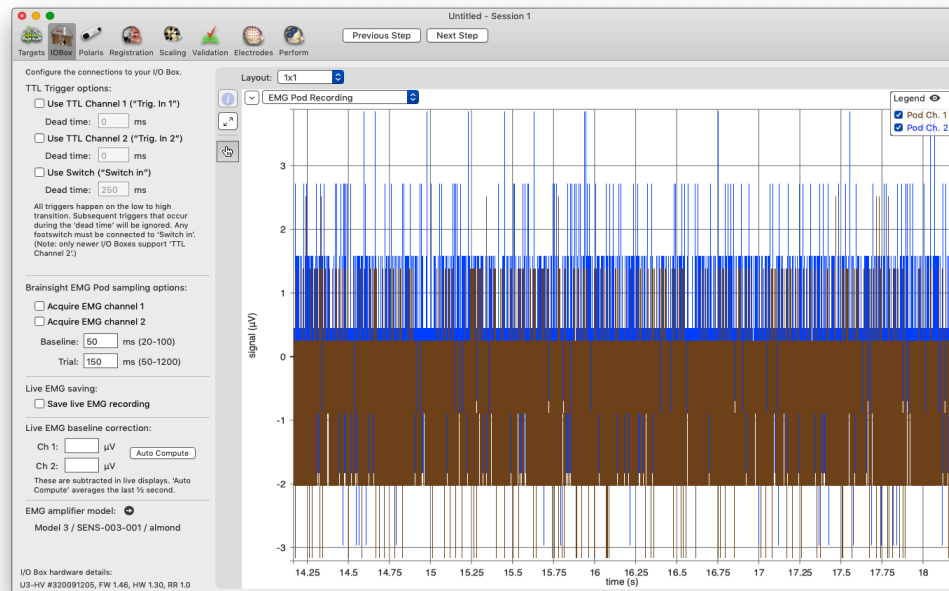 Untitled - Session 1
Targets IOBox Polaris Registration Scaling Validation Electrodes Perform
Previous Step Next Step
Configure the connections to your I/O Box.
TTL Trigger options:
Use TTL Channel 1 (“Trig. In 1”)
Dead time: 0 ms
Use TTL Channel 2 (“Trig. In 2”)
Dead time: 0 ms
Use Switch (“Switch in”)
Dead time: 250 ms
All triggers happen on the low to high
transition. Subsequent triggers that occur
during the ‘dead time’ will be ignored. Any
footswitch must be connected to ‘Switch in’.
(Note: only newer I/O Boxes support ‘TTL
Channel 2’.)
Brainsight EMG Pod sampling options:
Acquire EMG channel 1
Acquire EMG channel 2
Baseline: 50 ms (20-100)
Trial: 150 ms (50-1200)
Live EMG saving:
Save live EMG recording
Live EMG baseline correction:
Ch 1: µV
Auto Compute
Ch 2: µV
These are subtracted in live displays. ‘Auto
Compute’ averages the last ½ second.
EMG amplifier model:
Model 3 / SENS-003-001 / almond
I/O Box hardware details:
U3-HV #320091205, FW 1.46, HW 1.30, RR 1.0
Layout: 1x1
EMG Pod Recording
Legend
Pod Ch. 1
Pod Ch. 2
signal (µV)
3
2
1
0
-1
-2
-3
14.25 14.5 14.75 15 15.25 15.5 15.75 16 16.25 16.5 16.75 17 17.25 17.5 17.75 18
time (s)